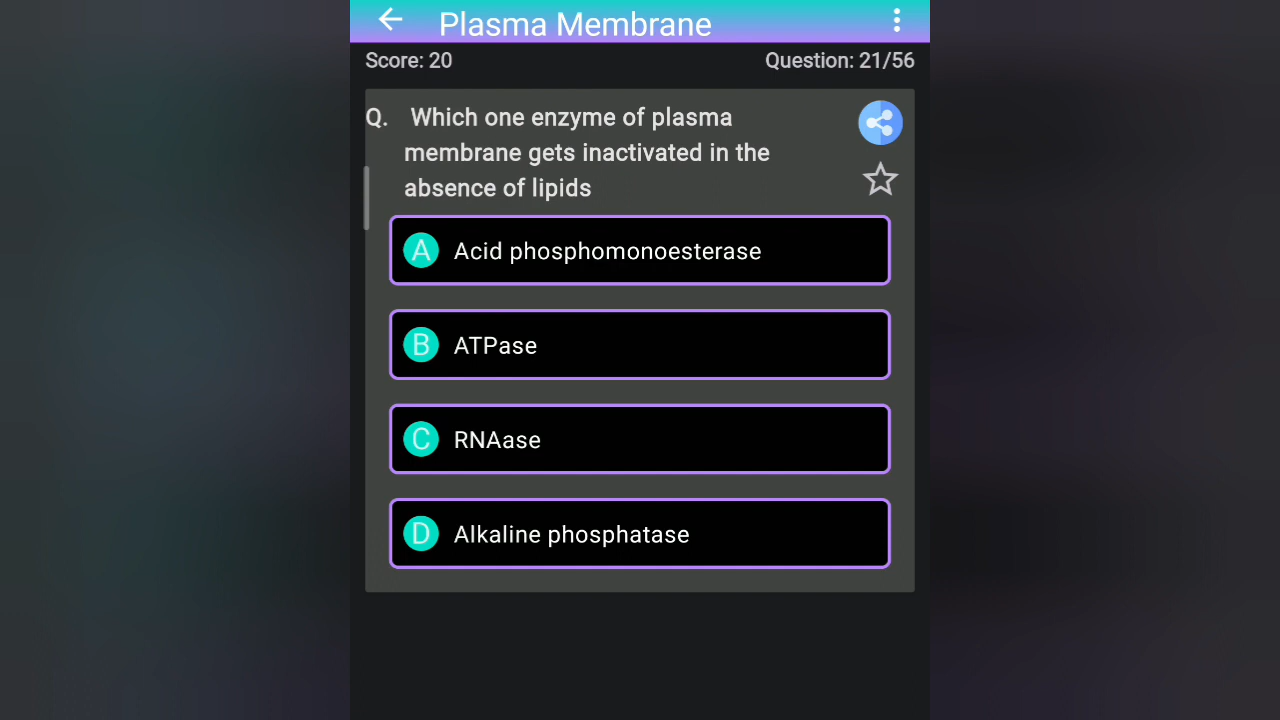 Plasma Membrane
Score: 20
Question: 21/56
Q. Which one enzyme of plasma
membrane gets inactivated in the
absence of lipids
A Acid phosphomonoesterase
B ATPase
C RNAase
D Alkaline phosphatase